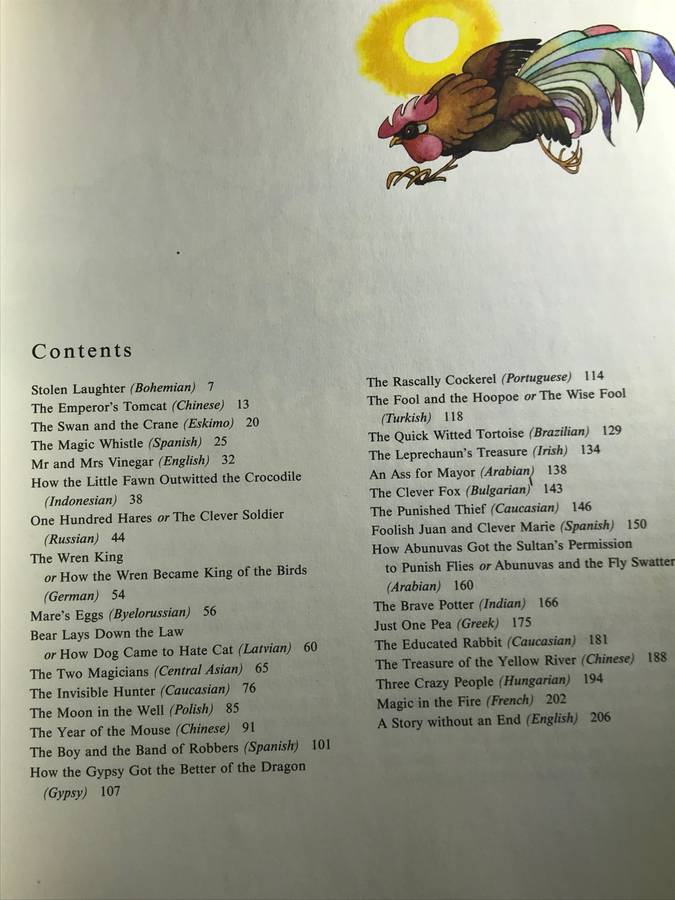 Contents
Stolen Laughter (Bohemian) 7
The Emperor's Tomcat (Chinese) 13
The Swan and the Crane (Eskimo) 20
The Magic Whistle (Spanish) 25
Mr and Mrs Vinegar (English) 32
How the Little Fawn Outwitted the Crocodile
(Indonesian) 38
One Hundred Hares or The Clever Soldier
(Russian) 44
The Wren King
or How the Wren Became King of the Birds
(German) 54
Mare's Eggs (Byelorussian) 56
Bear Lays Down the Law
or How Dog Came to Hate Cat (Latvian) 60
The Two Magicians (Central Asian) 65
The Invisible Hunter (Caucasian) 76
The Moon in the Well (Polish) 85
The Year of the Mouse (Chinese) 91
The Boy and the Band of Robbers (Spanish) 101
How the Gypsy Got the Better of the Dragon
(Gypsy) 107
The Rascally Cockerel (Portuguese) 114
The Fool and the Hoopoe or The Wise Fool
(Turkish) 118
The Quick Witted Tortoise (Brazilian) 129
The Leprechaun's Treasure (Irish) 134
An Ass for Mayor (Arabian) 138
The Clever Fox (Bulgarian) 143
The Punished Thief (Caucasian) 146
Foolish Juan and Clever Marie (Spanish) 150
How Abunuvas Got the Sultan's Permission
to Punish Flies or Abunuvas and the Fly Swatter
(Arabian) 160
The Brave Potter (Indian) 166
Just One Pea (Greek) 175
The Educated Rabbit (Caucasian) 181
The Treasure of the Yellow River (Chinese) 188
Three Crazy People (Hungarian) 194
Magic in the Fire (French) 202
A Story without an End (English) 206